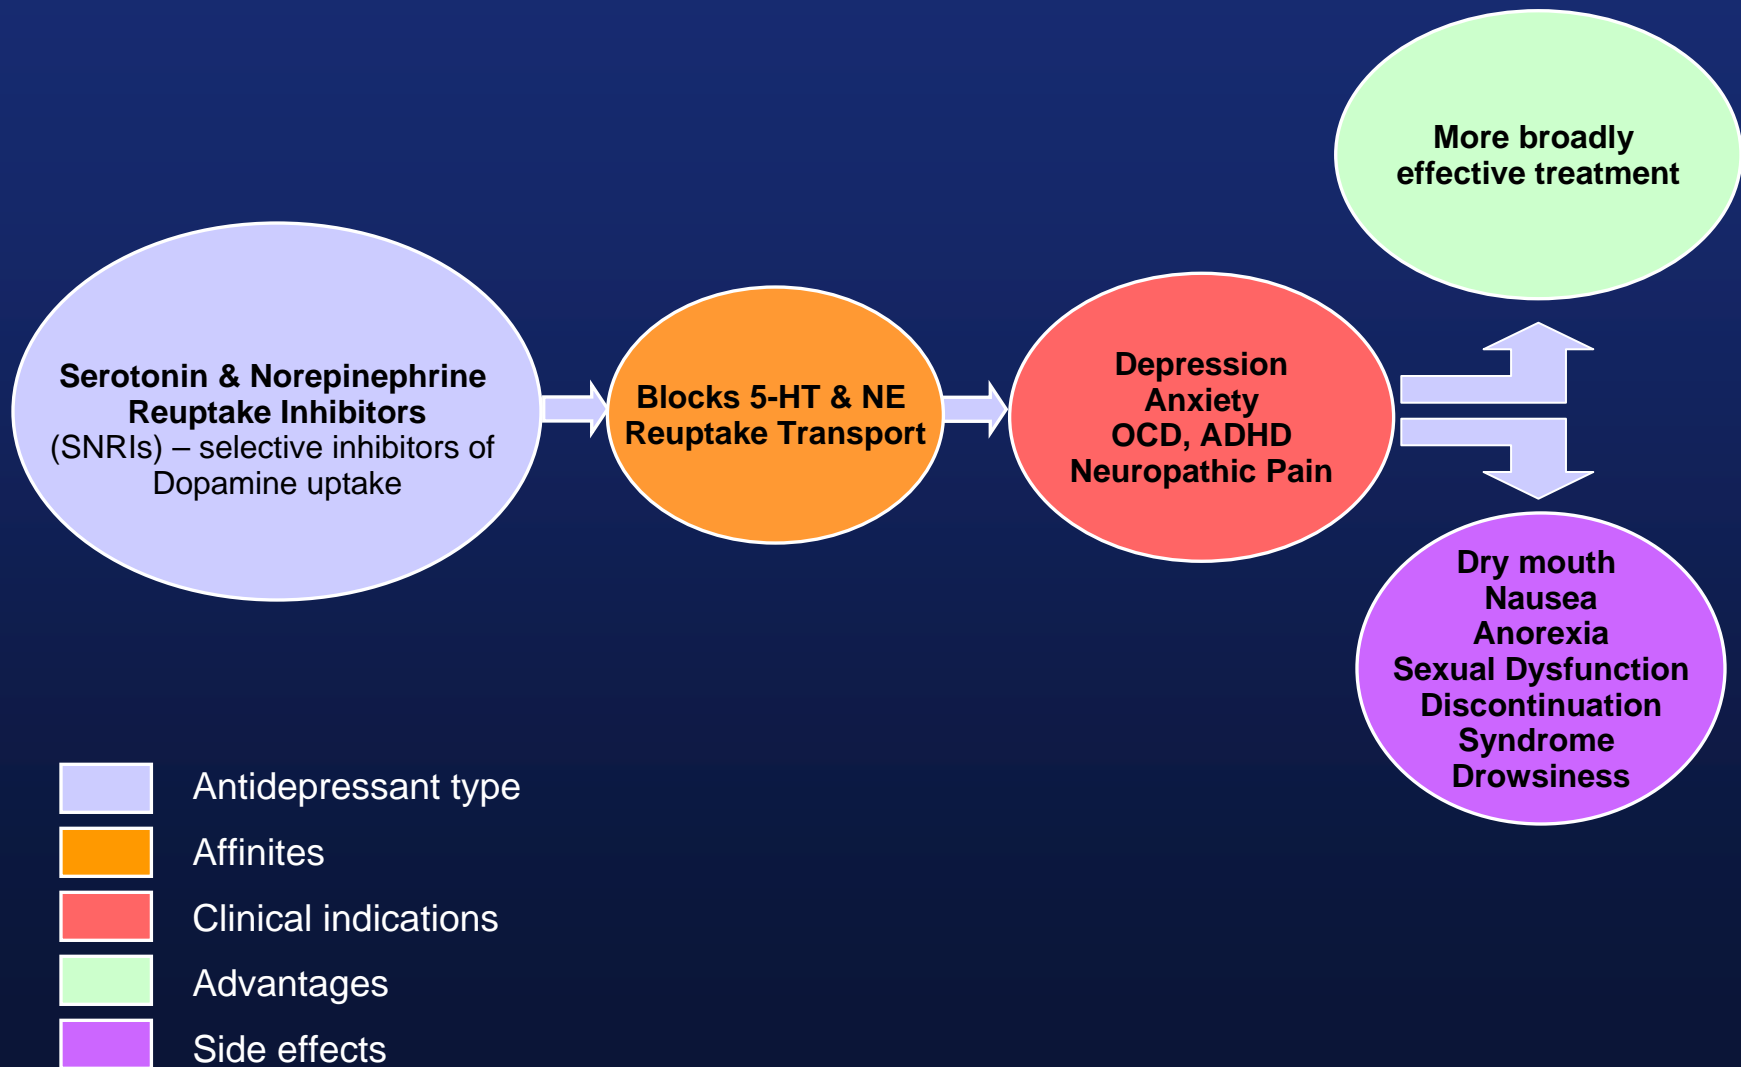 More broadly
effective treatment
Serotonin & Norepinephrine
Reuptake Inhibitors
(SNRIs) – selective inhibitors of
Dopamine uptake
Blocks 5-HT & NE
Reuptake Transport
Depression
Anxiety
OCD, ADHD
Neuropathic Pain
Dry mouth
Nausea
Anorexia
Sexual Dysfunction
Discontinuation
Syndrome
Drowsiness
Antidepressant type
Affinites
Clinical indications
Advantages
Side effects